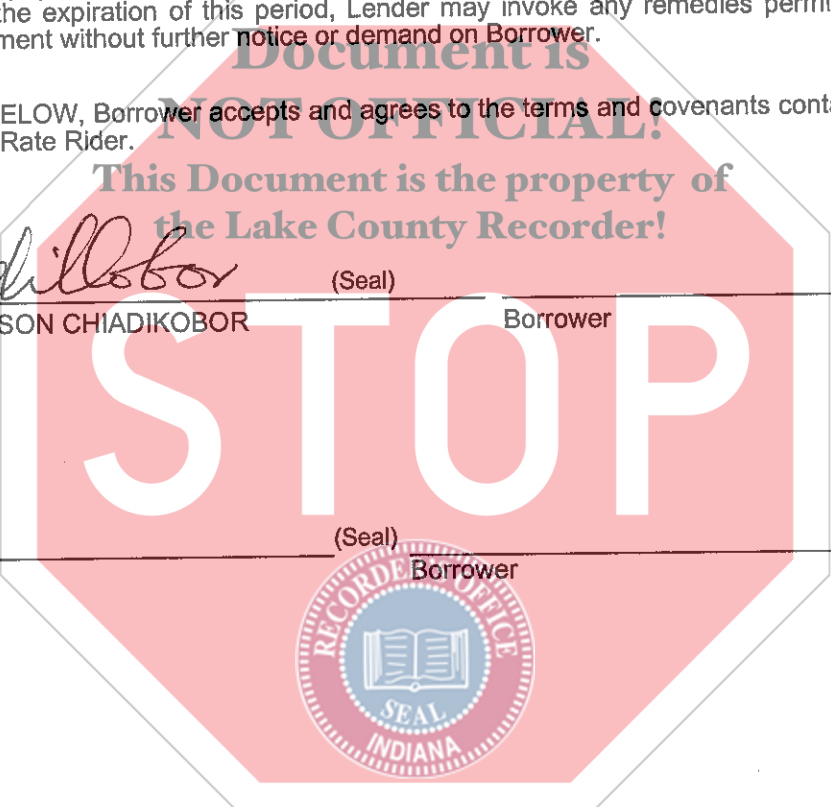 the expiration of this period, Lender may invoke any remedies permit
ment without further notice or demand on Borrower.
Document is
ELOW, Borrower accepts and agrees to the terms and covenants conta
NOT OFFICIAL!
Rate Rider.
This Document is the property of
the Lake County Recorder!
(Seal)
SON CHIADIKOBOR
Borrower
STOP
(Seal)
Borrower
RECORDER'S OFFICE
SEAL
INDIANA